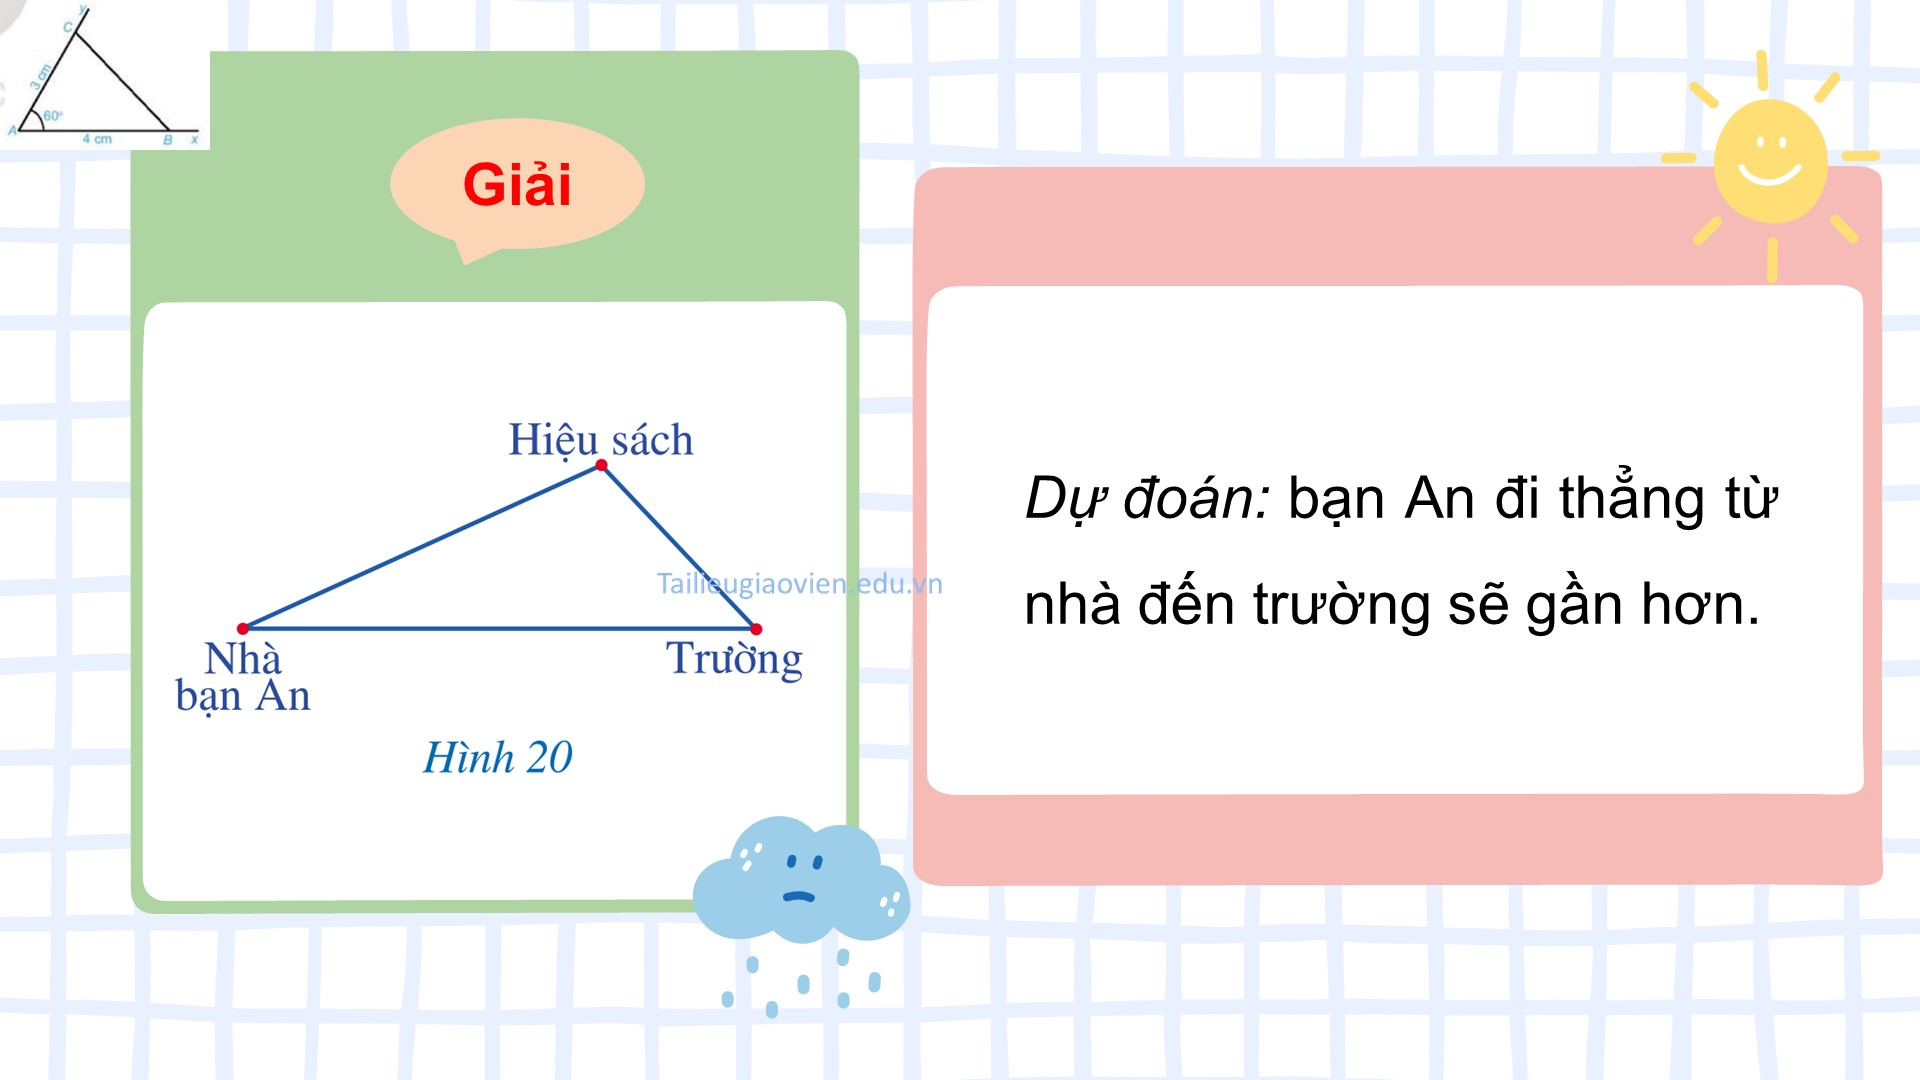 y
C
3 cm
60°
A
4 cm
B
x
Giải
Hiệu sách
Tailieugiaovien.edu.vn
Nhà
bạn An
Trường
Hình 20
Dự đoán: bạn An đi thẳng từ
nhà đến trường sẽ gần hơn.